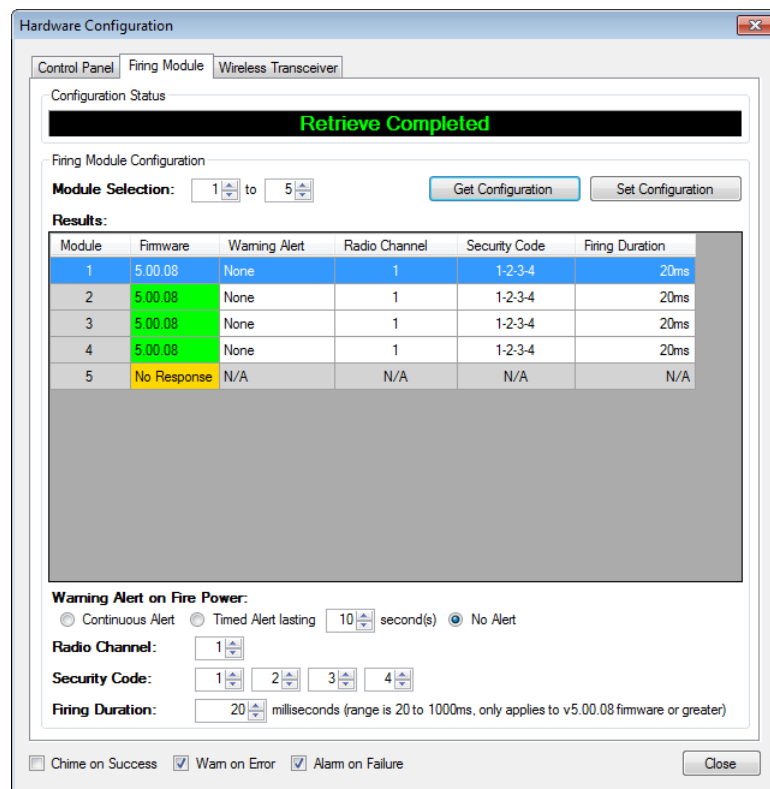 Hardware Configuration
Control Panel Firing Module Wireless Transceiver
Configuration Status
Retrieve Completed
Firing Module Configuration
Module Selection: 1 to 5 Get Configuration Set Configuration
Results:
Module Firmware Warning Alert Radio Channel Security Code Firing Duration
1 5.00.08 None 1 1-2-3-4 20ms
2 5.00.08 None 1 1-2-3-4 20ms
3 5.00.08 None 1 1-2-3-4 20ms
4 5.00.08 None 1 1-2-3-4 20ms
5 No Response N/A N/A N/A N/A
Warning Alert on Fire Power:
Continuous Alert Timed Alert lasting 10 second(s) No Alert
Radio Channel: 1
Security Code: 1 2 3 4
Firing Duration: 20 milliseconds (range is 20 to 1000ms, only applies to v5.00.08 firmware or greater)
Chime on Success Warn on Error Alarm on Failure Close